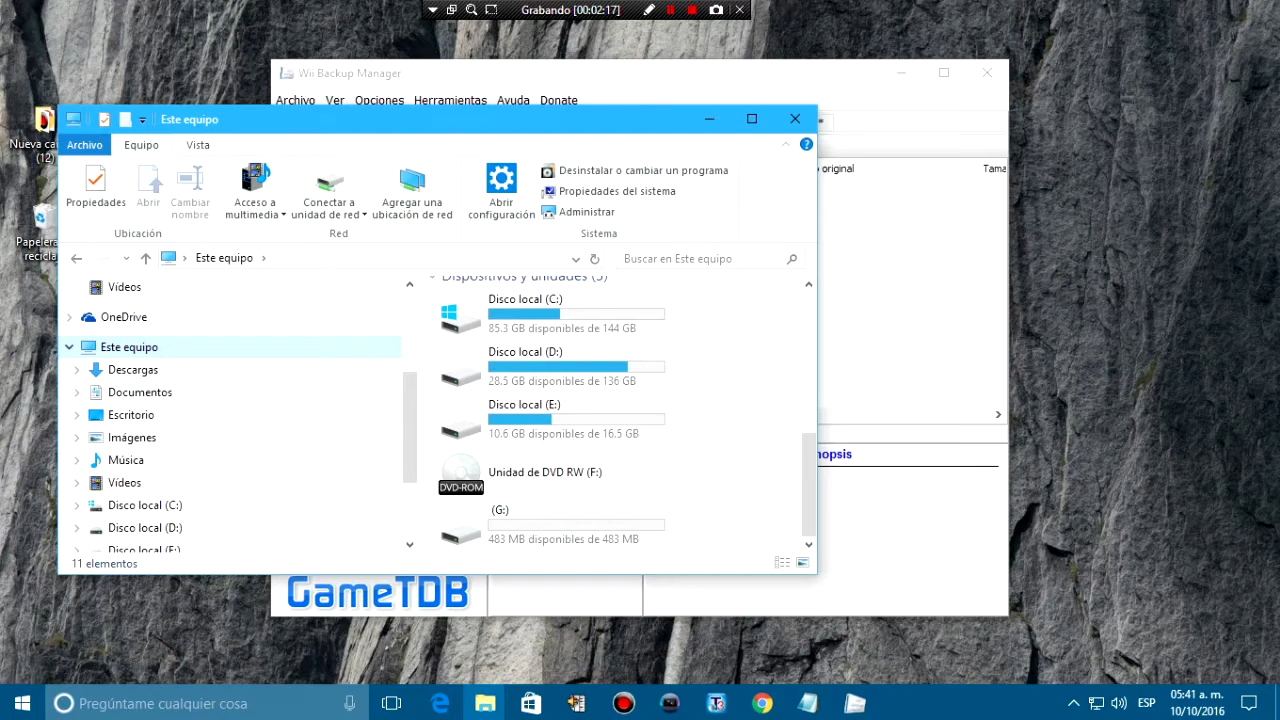 Grabando [00:02:17]
Wii Backup Manager
Archivo Ver Opciones Herramientas Ayuda Donate
Nueva ca
(12)
Papelera
recicla
Este equipo
Archivo Equipo Vista
Propiedades
Abrir
Cambiar
nombre
Ubicación
Acceso a
multimedia
Conectar a
unidad de red
Agregar una
ubicación de red
Red
Abrir
configuración
Desinstalar o cambiar un programa
Propiedades del sistema
Administrar
Sistema
Este equipo
Buscar en Este equipo
Vídeos
OneDrive
Este equipo
Descargas
Documentos
Escritorio
Imágenes
Música
Vídeos
Disco local (C:)
Disco local (D:)
Disco local (E:)
Dispositivos y unidades (5)
Disco local (C:)
85.3 GB disponibles de 144 GB
Disco local (D:)
28.5 GB disponibles de 136 GB
Disco local (E:)
10.6 GB disponibles de 16.5 GB
DVD-ROM
Unidad de DVD RW (F:)
(G:)
483 MB disponibles de 483 MB
11 elementos
o original
Tama
nopsis
GameTDB
Pregúntame cualquier cosa
ESP
05:41 a. m.
10/10/2016